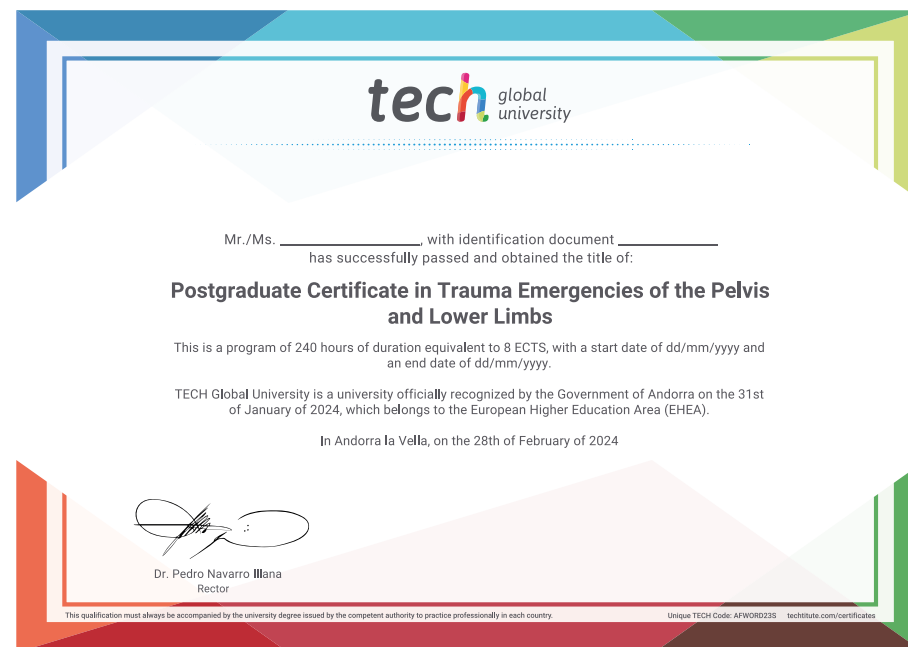 tech global university
Mr./Ms. ____________, with identification document ____________
has successfully passed and obtained the title of:
Postgraduate Certificate in Trauma Emergencies of the Pelvis
and Lower Limbs
This is a program of 240 hours of duration equivalent to 8 ECTS, with a start date of dd/mm/yyyy and
an end date of dd/mm/yyyy.
TECH Global University is a university officially recognized by the Government of Andorra on the 31st
of January of 2024, which belongs to the European Higher Education Area (EHEA).
In Andorra la Vella, on the 28th of February of 2024
Dr. Pedro Navarro Illana
Rector
This qualification must always be accompanied by the university degree issued by the competent authority to practice professionally in each country.
Unique TECH Code: AFWORD23S techtitute.com/certificates